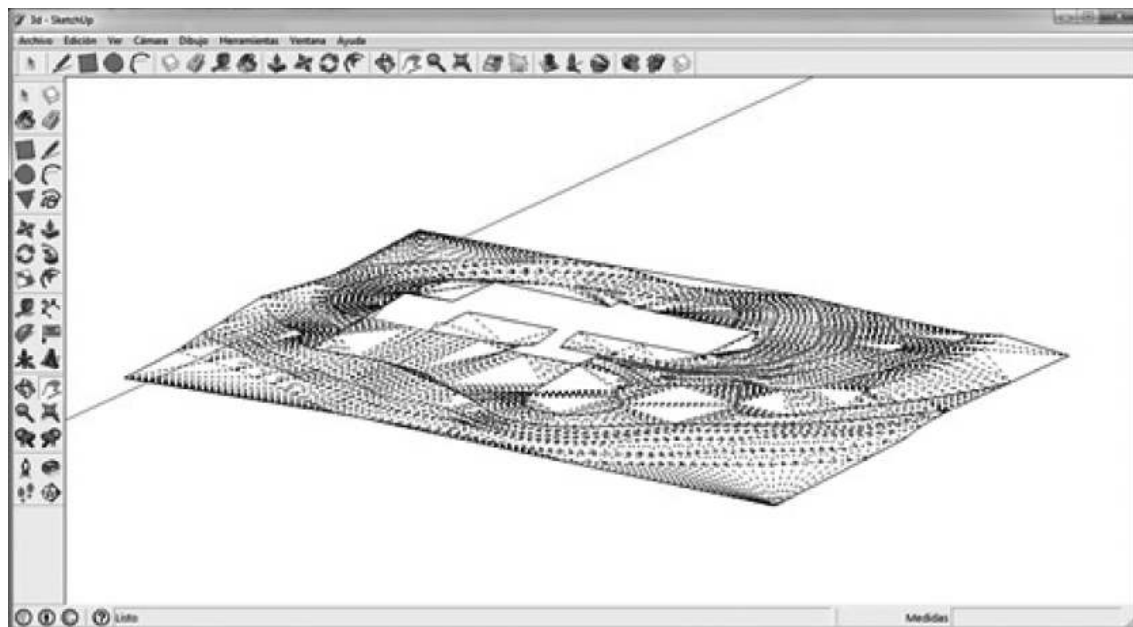 3d - SketchUp
Archivo Edición Ver Cámara Dibujo Herramientas Ventana Ayuda
Listo
Medidas